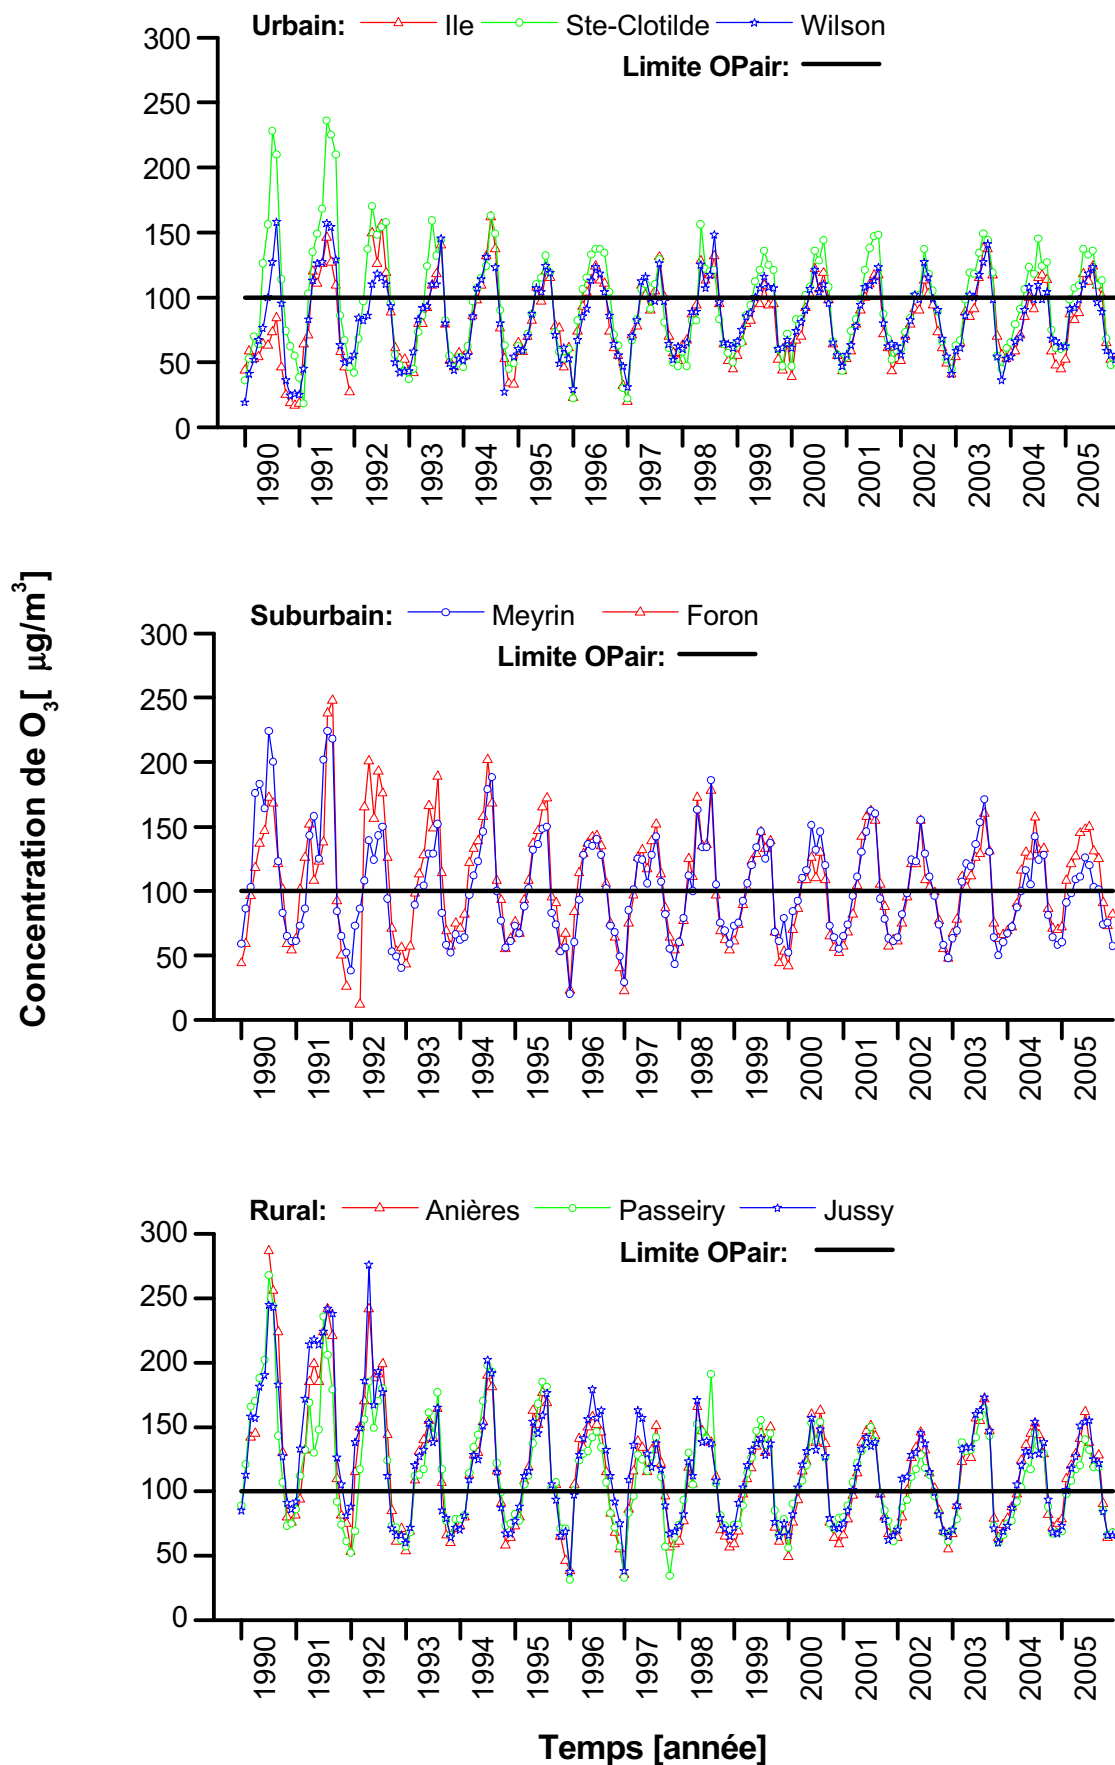 Urbain: Ile Ste-Clotilde Wilson
Limite OPair:
300
250
200
150
100
50
0
1990 1991 1992 1993 1994 1995 1996 1997 1998 1999 2000 2001 2002 2003 2004 2005
Concentration de O3[ µg/m³]
Suburbain: Meyrin Foron
Limite OPair:
300
250
200
150
100
50
0
1990 1991 1992 1993 1994 1995 1996 1997 1998 1999 2000 2001 2002 2003 2004 2005
Rural: Anières Passeiry Jussy
Limite OPair:
300
250
200
150
100
50
0
1990 1991 1992 1993 1994 1995 1996 1997 1998 1999 2000 2001 2002 2003 2004 2005
Temps [année]